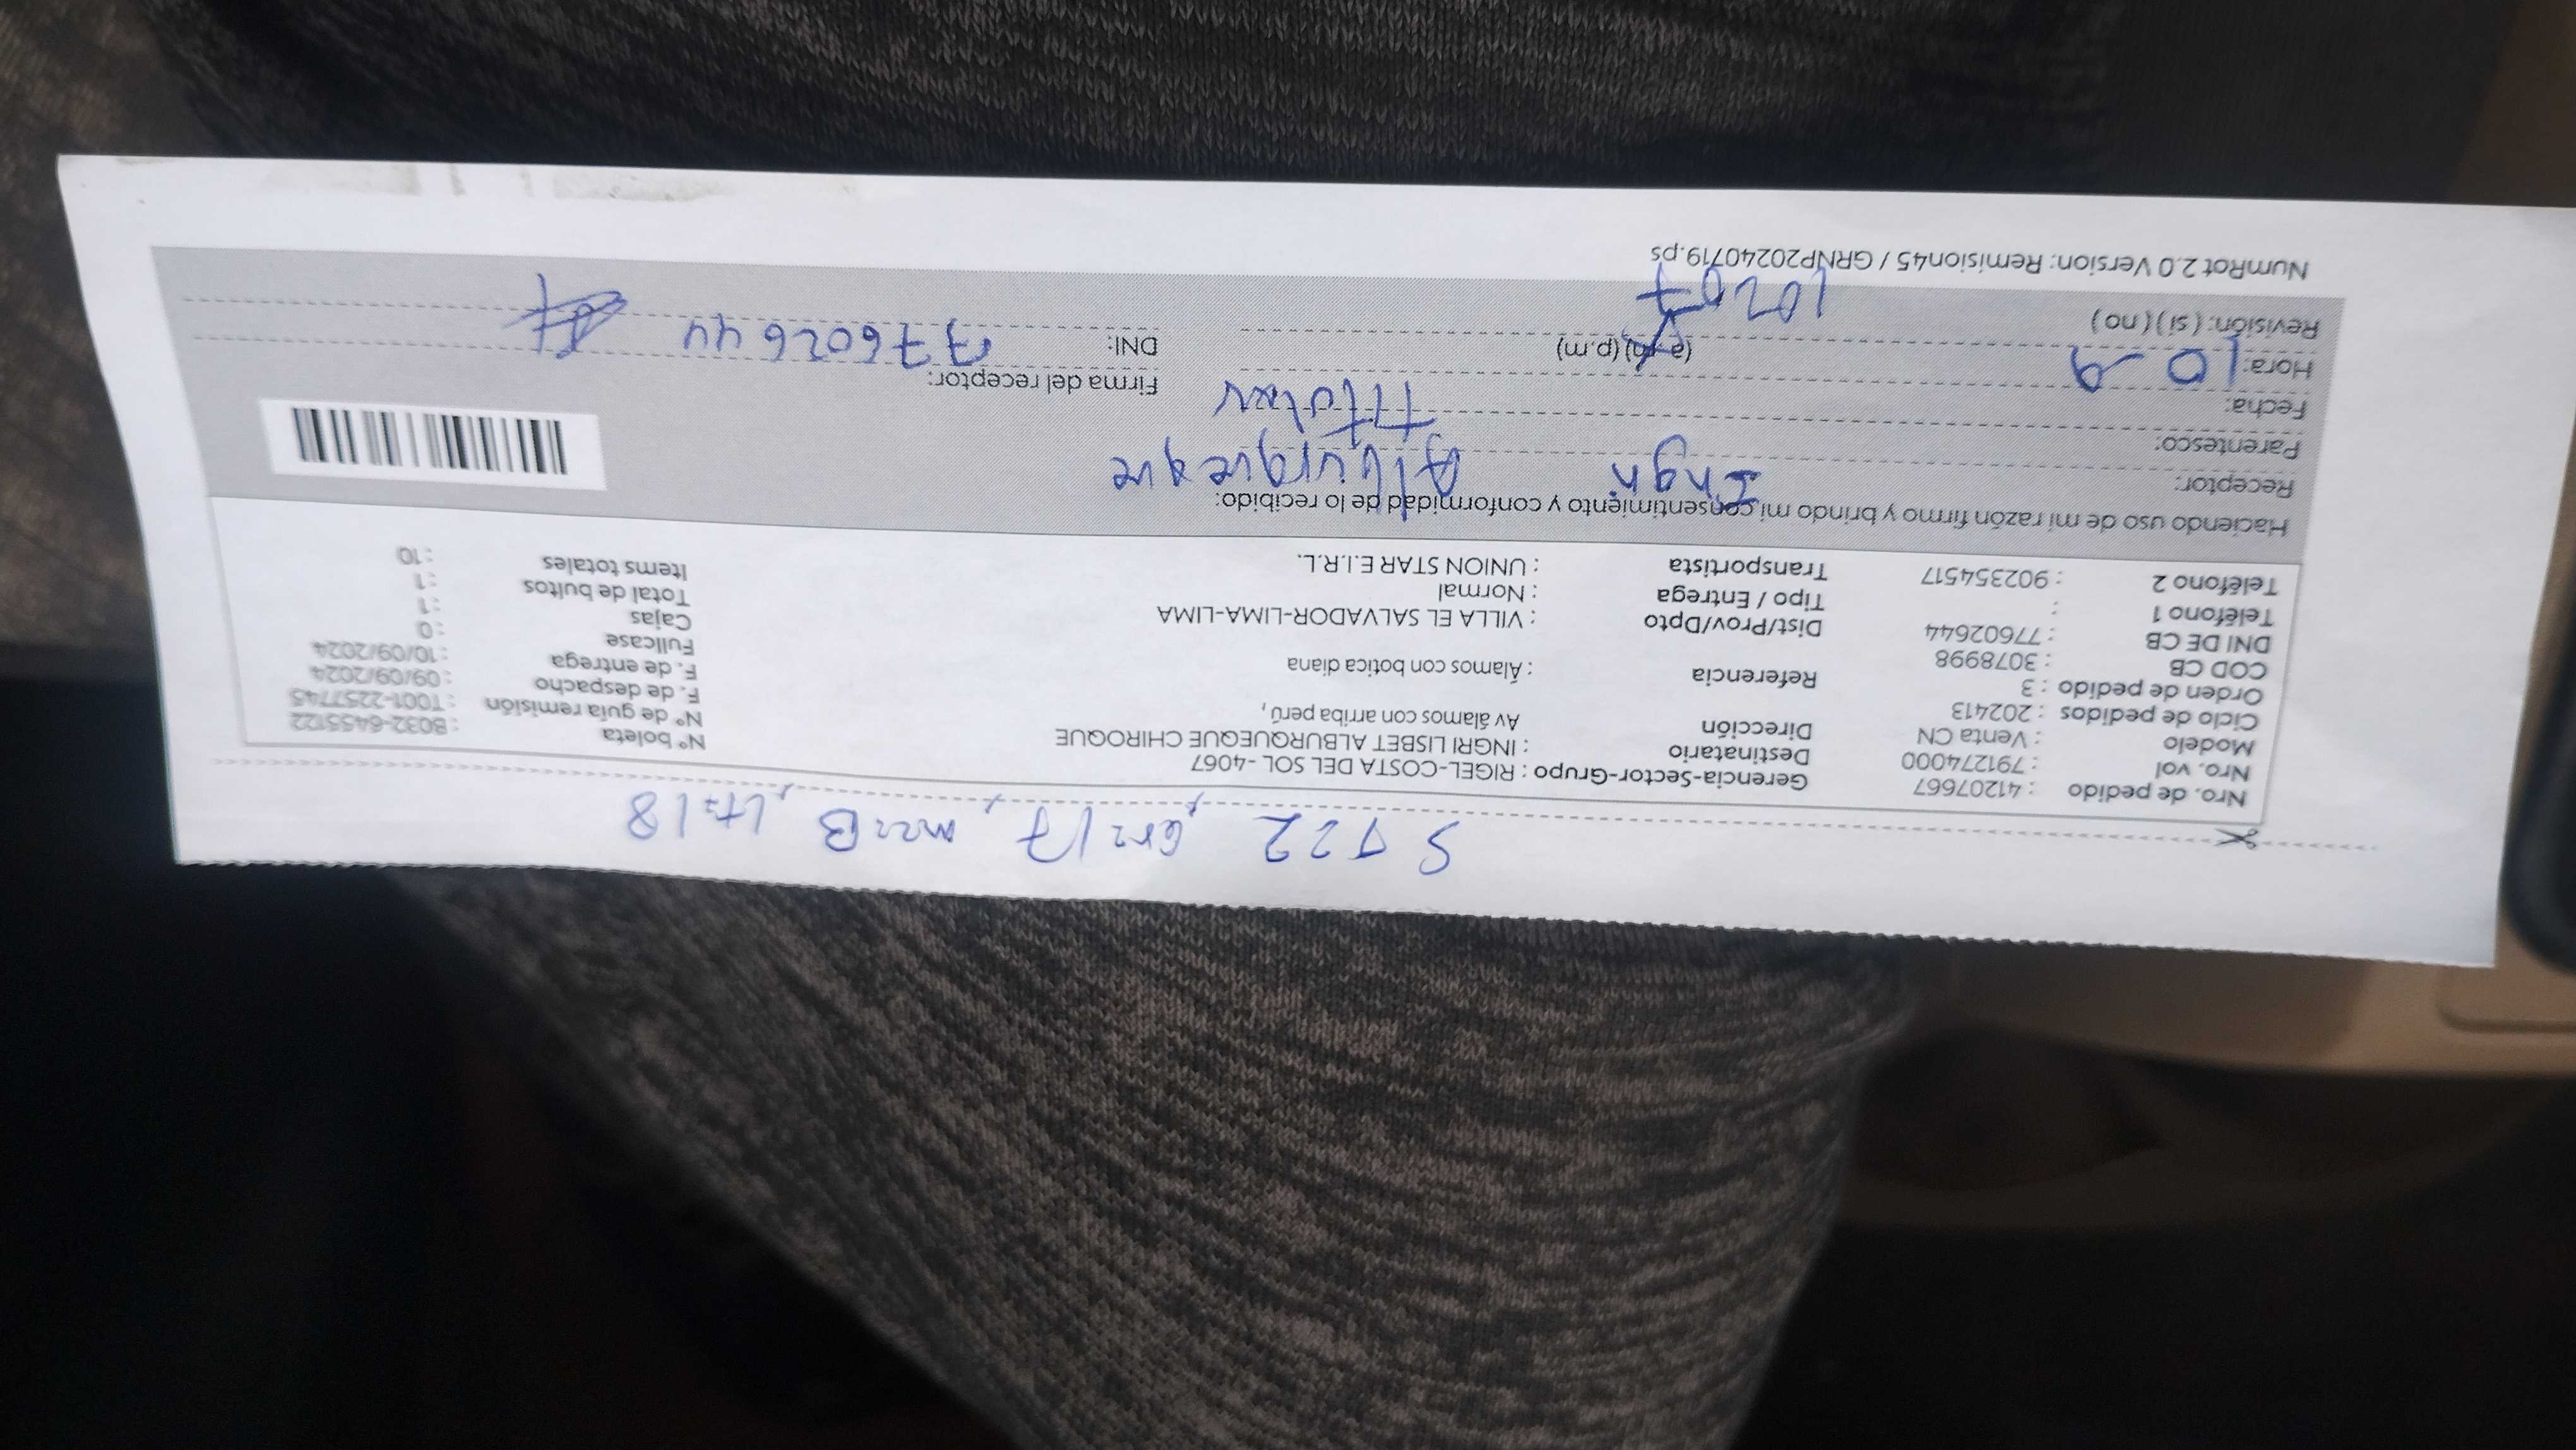 S T22, Gr=17, mz=B, Lt=18
Nro. de pedido : 41207667
Nro. vol : 791274000
Modelo : Venta CN
Ciclo de pedidos : 202413
Orden de pedido : 3
COD CB : 3078998
DNI DE CB : 77602644
Teléfono 1 :
Teléfono 2 : 902354517
Gerencia-Sector-Grupo : RIGEL-COSTA DEL SOL -4067
Destinatario : INGRI LISBET ALBURQUEQUE CHIROQUE
Dirección Av álamos con arriba perú,
Referencia : Álamos con botica diana
Dist/Prov/Dpto : VILLA EL SALVADOR-LIMA-LIMA
Tipo / Entrega : Normal
Transportista : UNION STAR E.I.R.L.
N° boleta : B032-6455122
N° de guía remisión : T001-2257745
F. de despacho : 09/09/2024
F. de entrega : 10/09/2024
Fullcase : 0
Cajas : 1
Total de bultos : 1
Items totales : 10
Haciendo uso de mi razón firmo y brindo mi consentimiento y conformidad de lo recibido:
Receptor: Ingri Alburqueque
Parentesco: Titular
Fecha: 10-9
Hora: (a.m) (p.m)
Revisión: ( si ) ( no )
Firma del receptor:
DNI: 77602644
NumRot 2.0 Version: Remision45 / GRNP20240719.ps